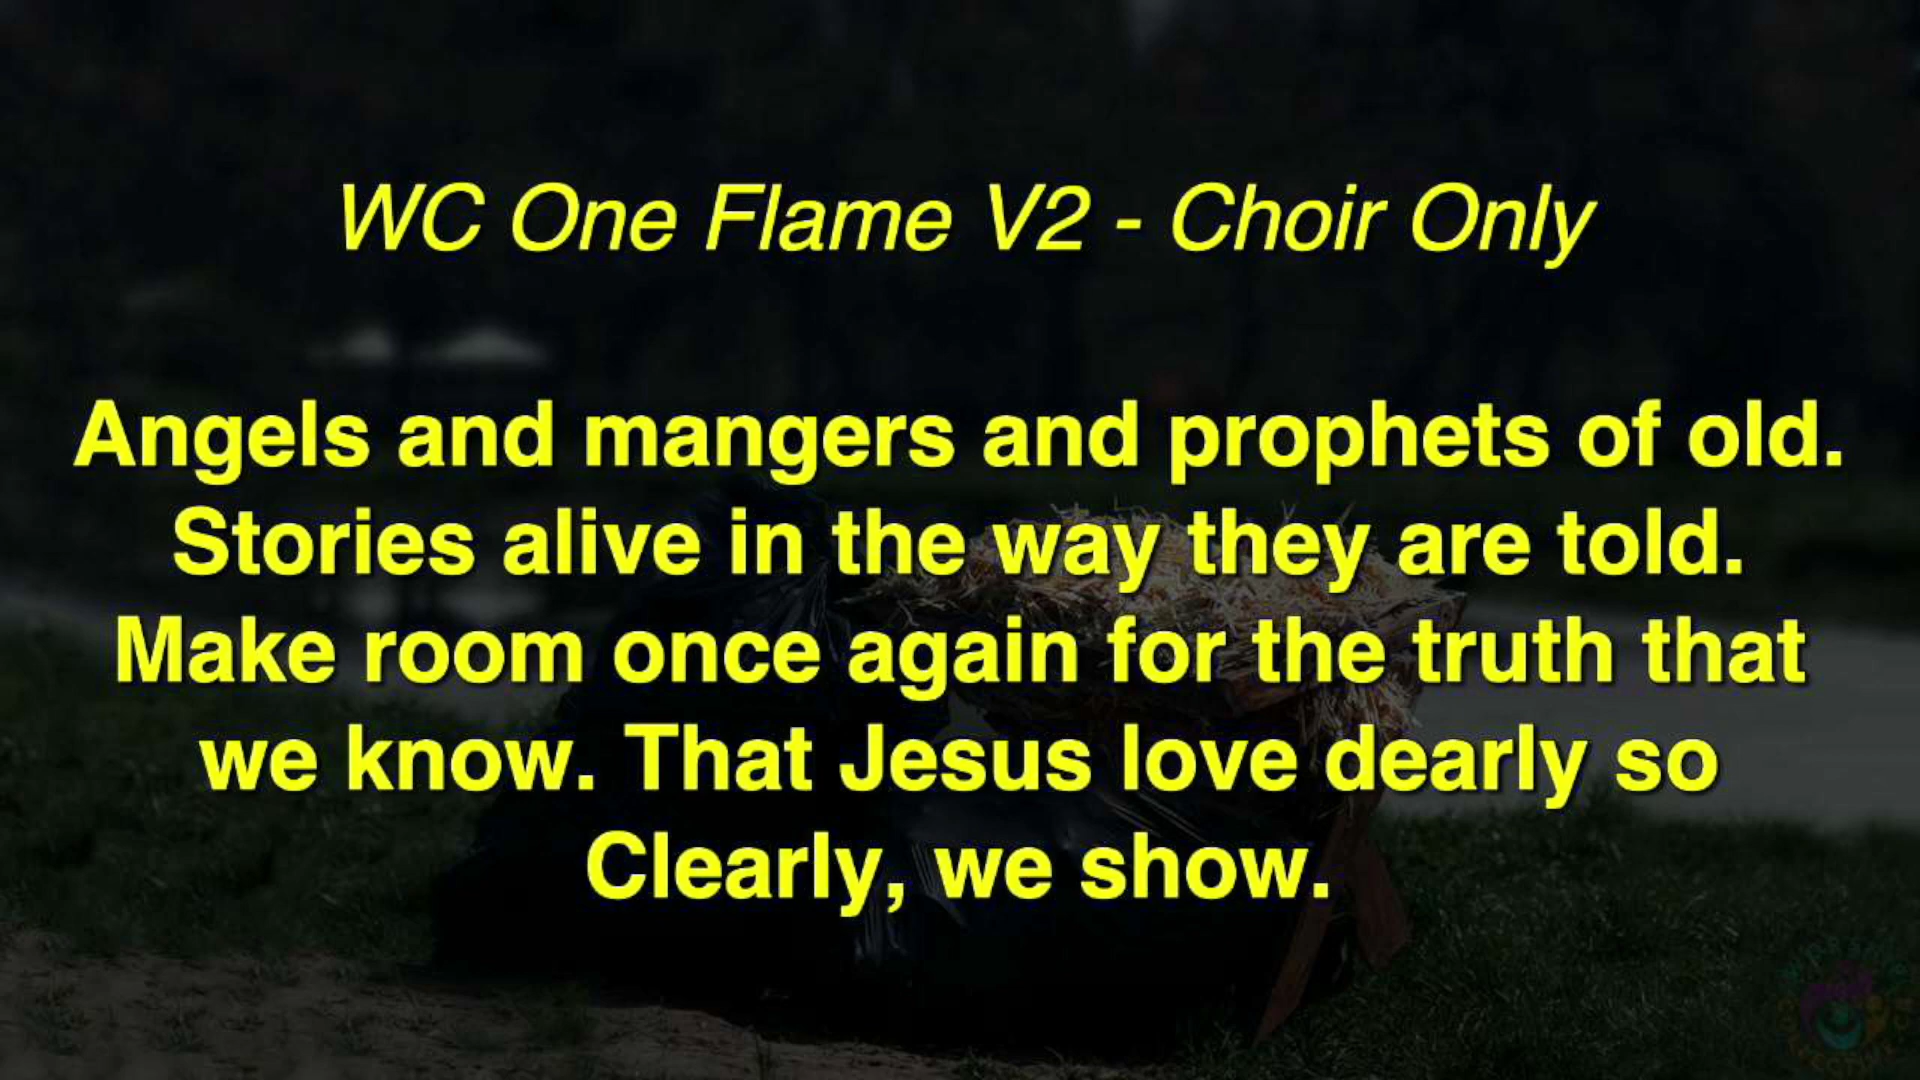 WC One Flame V2 - Choir Only
Angels and mangers and prophets of old.
Stories alive in the way they are told.
Make room once again for the truth that
we know. That Jesus love dearly so
Clearly, we show.